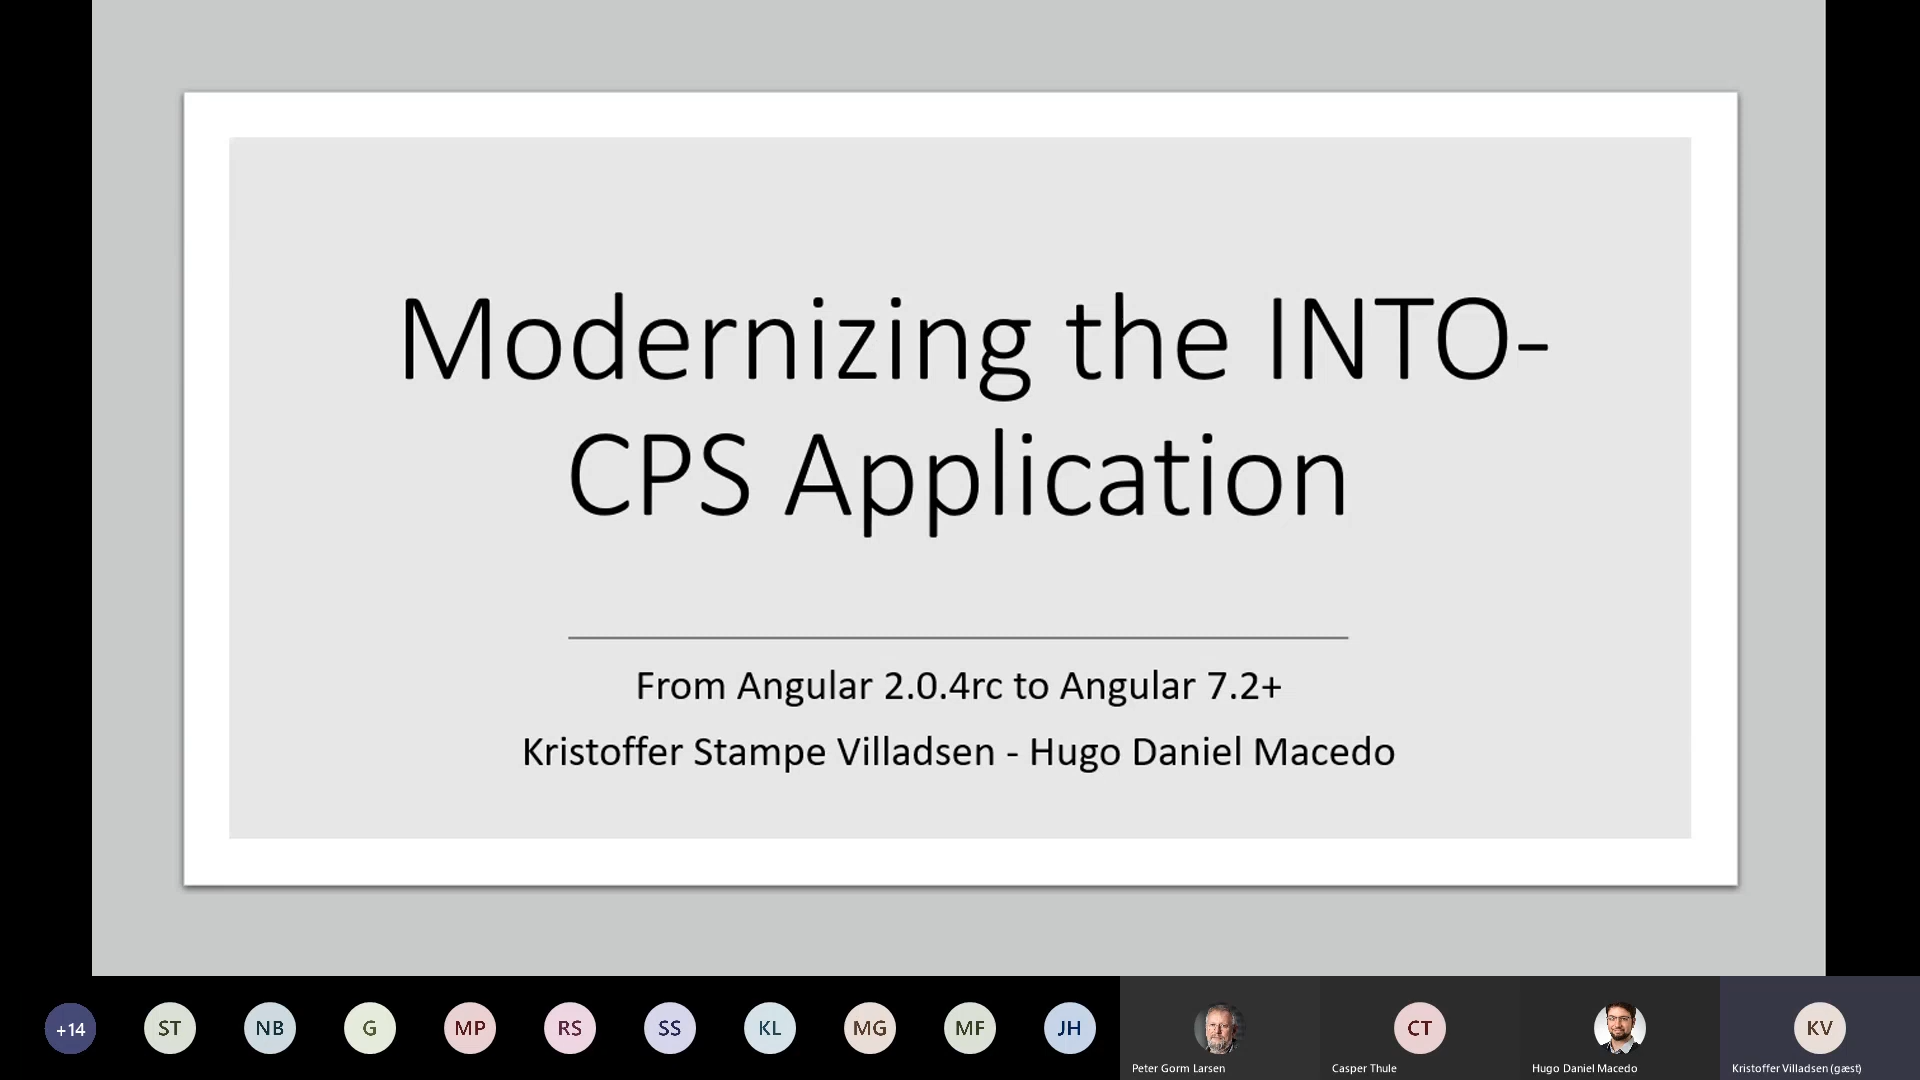 Modernizing the INTO-
CPS Application
From Angular 2.0.4rc to Angular 7.2+
Kristoffer Stampe Villadsen - Hugo Daniel Macedo
+14
ST
NB
G
MP
RS
SS
KL
MG
MF
JH
CT
KV
Peter Gorm Larsen
Casper Thule
Hugo Daniel Macedo
Kristoffer Villadsen (gæst)